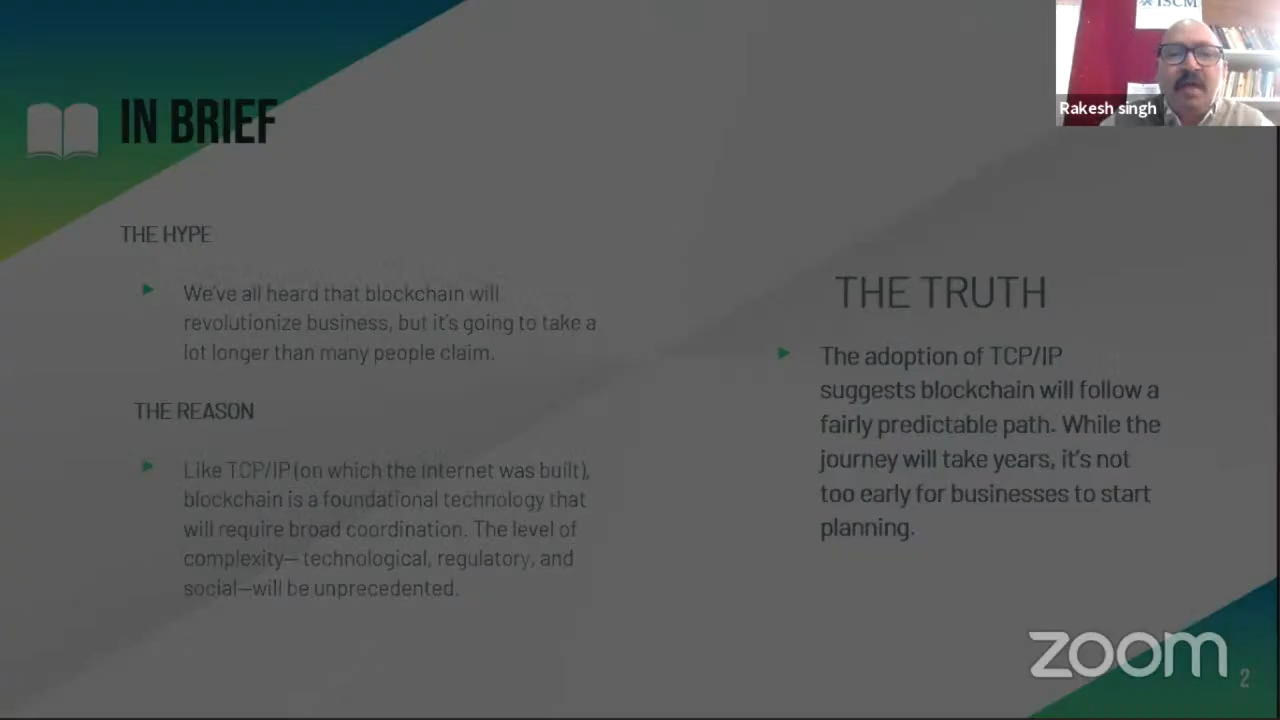 ISCM
Rakesh singh
IN BRIEF
THE HYPE
We've all heard that blockchain will
revolutionize business, but it's going to take a
lot longer than many people claim.
THE REASON
Like TCP/IP (on which the internet was built),
blockchain is a foundational technology that
will require broad coordination. The level of
complexity— technological, regulatory, and
social—will be unprecedented.
THE TRUTH
The adoption of TCP/IP
suggests blockchain will follow a
fairly predictable path. While the
journey will take years, it's not
too early for businesses to start
planning.
zoom
2